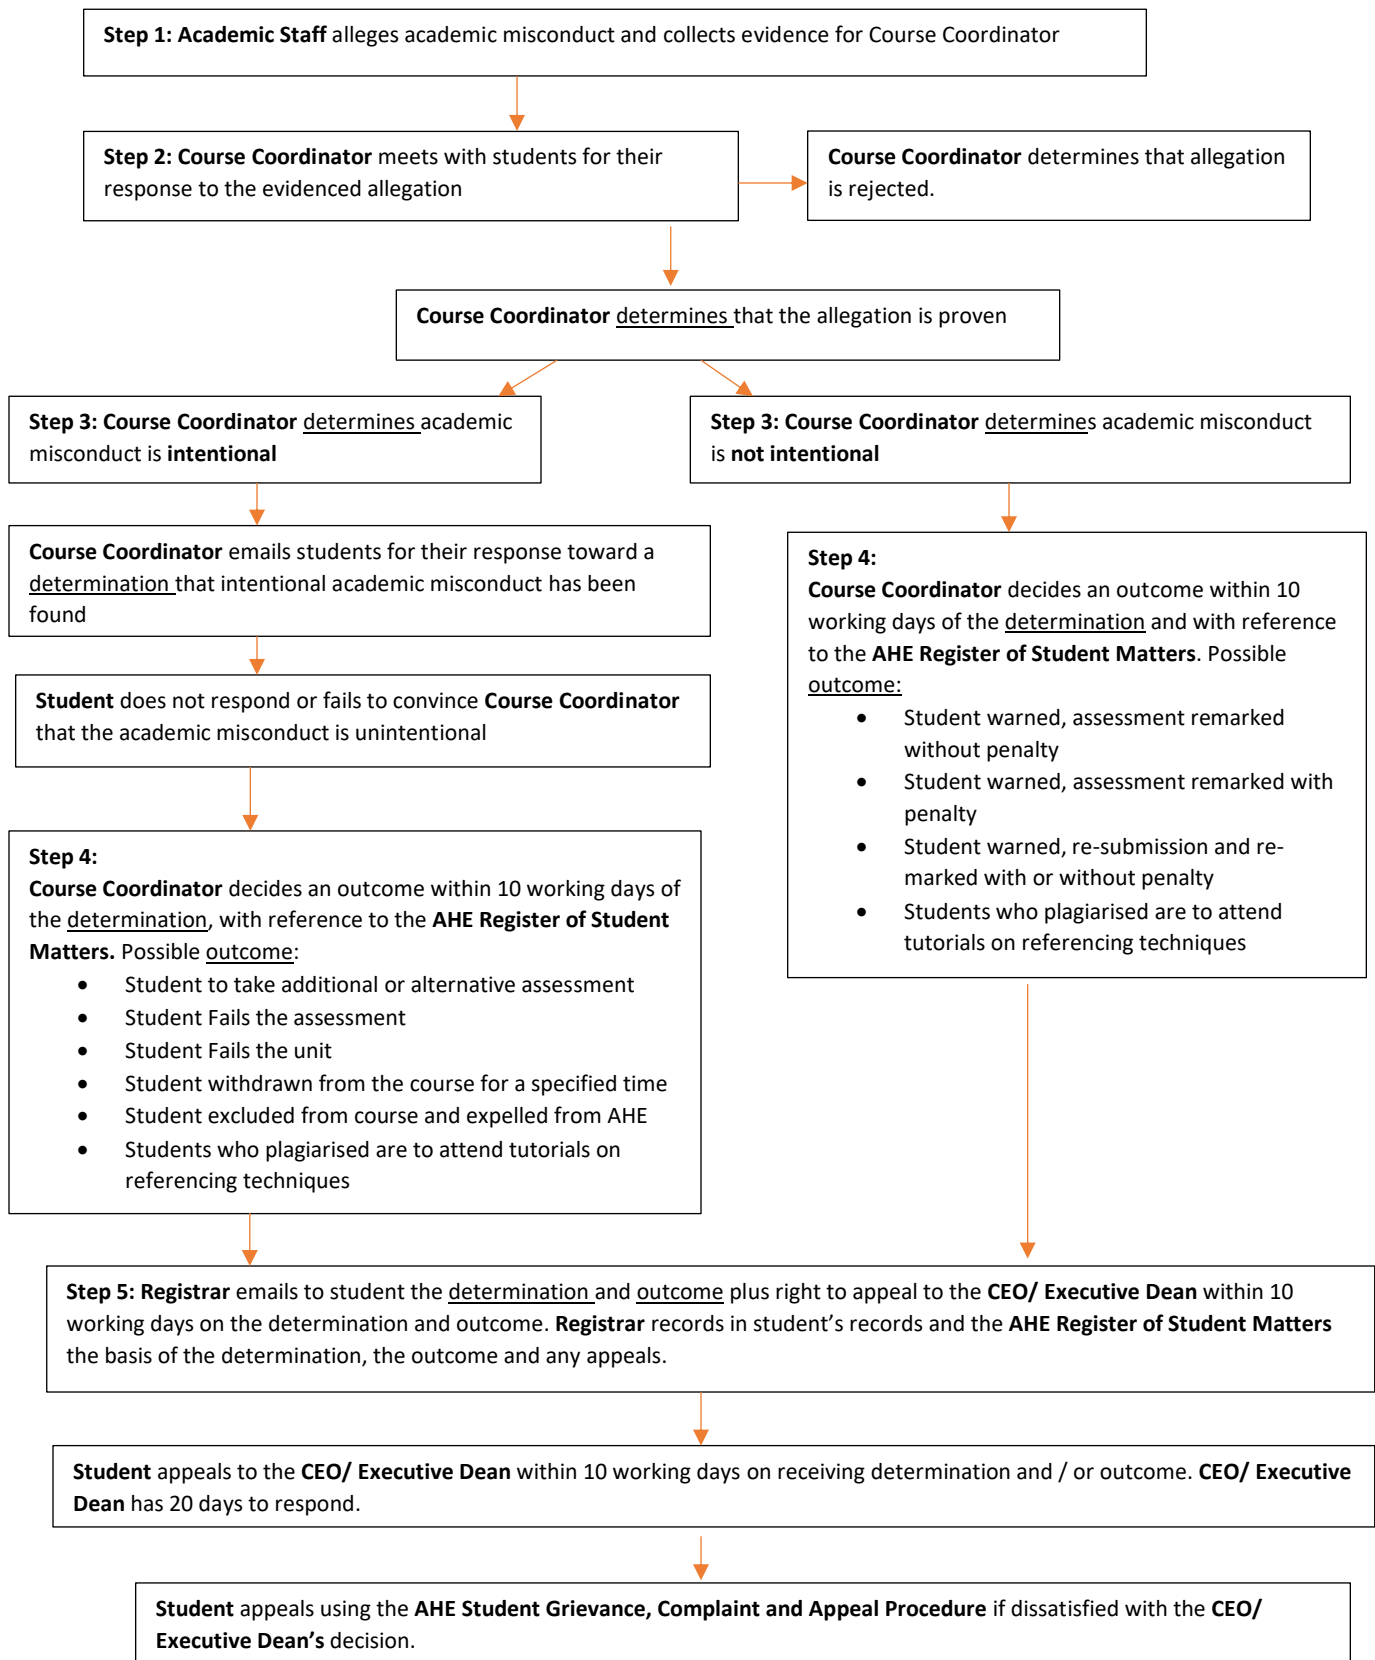 Step 1: Academic Staff alleges academic misconduct and collects evidence for Course Coordinator
Step 2: Course Coordinator meets with students for their
response to the evidenced allegation
Course Coordinator determines that allegation
is rejected.
Course Coordinator determines that the allegation is proven
Step 3: Course Coordinator determines academic
misconduct is intentional
Step 3: Course Coordinator determines academic misconduct
is not intentional
Course Coordinator emails students for their response toward a
determination that intentional academic misconduct has been
found
Student does not respond or fails to convince Course Coordinator
that the academic misconduct is unintentional
Step 4:
Course Coordinator decides an outcome within 10 working days of
the determination, with reference to the AHE Register of Student
Matters. Possible outcome:
• Student to take additional or alternative assessment
• Student Fails the assessment
• Student Fails the unit
• Student withdrawn from the course for a specified time
• Student excluded from course and expelled from AHE
• Students who plagiarised are to attend tutorials on
referencing techniques
Step 4:
Course Coordinator decides an outcome within 10
working days of the determination and with reference
to the AHE Register of Student Matters. Possible
outcome:
• Student warned, assessment remarked
without penalty
• Student warned, assessment remarked with
penalty
• Student warned, re-submission and re-
marked with or without penalty
• Students who plagiarised are to attend
tutorials on referencing techniques
Step 5: Registrar emails to student the determination and outcome plus right to appeal to the CEO/ Executive Dean within 10
working days on the determination and outcome. Registrar records in student’s records and the AHE Register of Student Matters
the basis of the determination, the outcome and any appeals.
Student appeals to the CEO/ Executive Dean within 10 working days on receiving determination and / or outcome. CEO/ Executive
Dean has 20 days to respond.
Student appeals using the AHE Student Grievance, Complaint and Appeal Procedure if dissatisfied with the CEO/
Executive Dean’s decision.